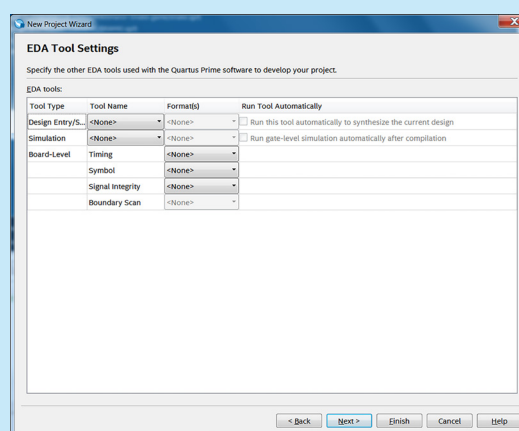 New Project Wizard
X
EDA Tool Settings
Specify the other EDA tools used with the Quartus Prime software to develop your project.
EDA tools:
Tool Type Tool Name Format(s) Run Tool Automatically
Design Entry/S... <None> <None> Run this tool automatically to synthesize the current design
Simulation <None> <None> Run gate-level simulation automatically after compilation
Board-Level Timing <None>
Symbol <None>
Signal Integrity <None>
Boundary Scan <None>
< Back Next > Finish Cancel Help